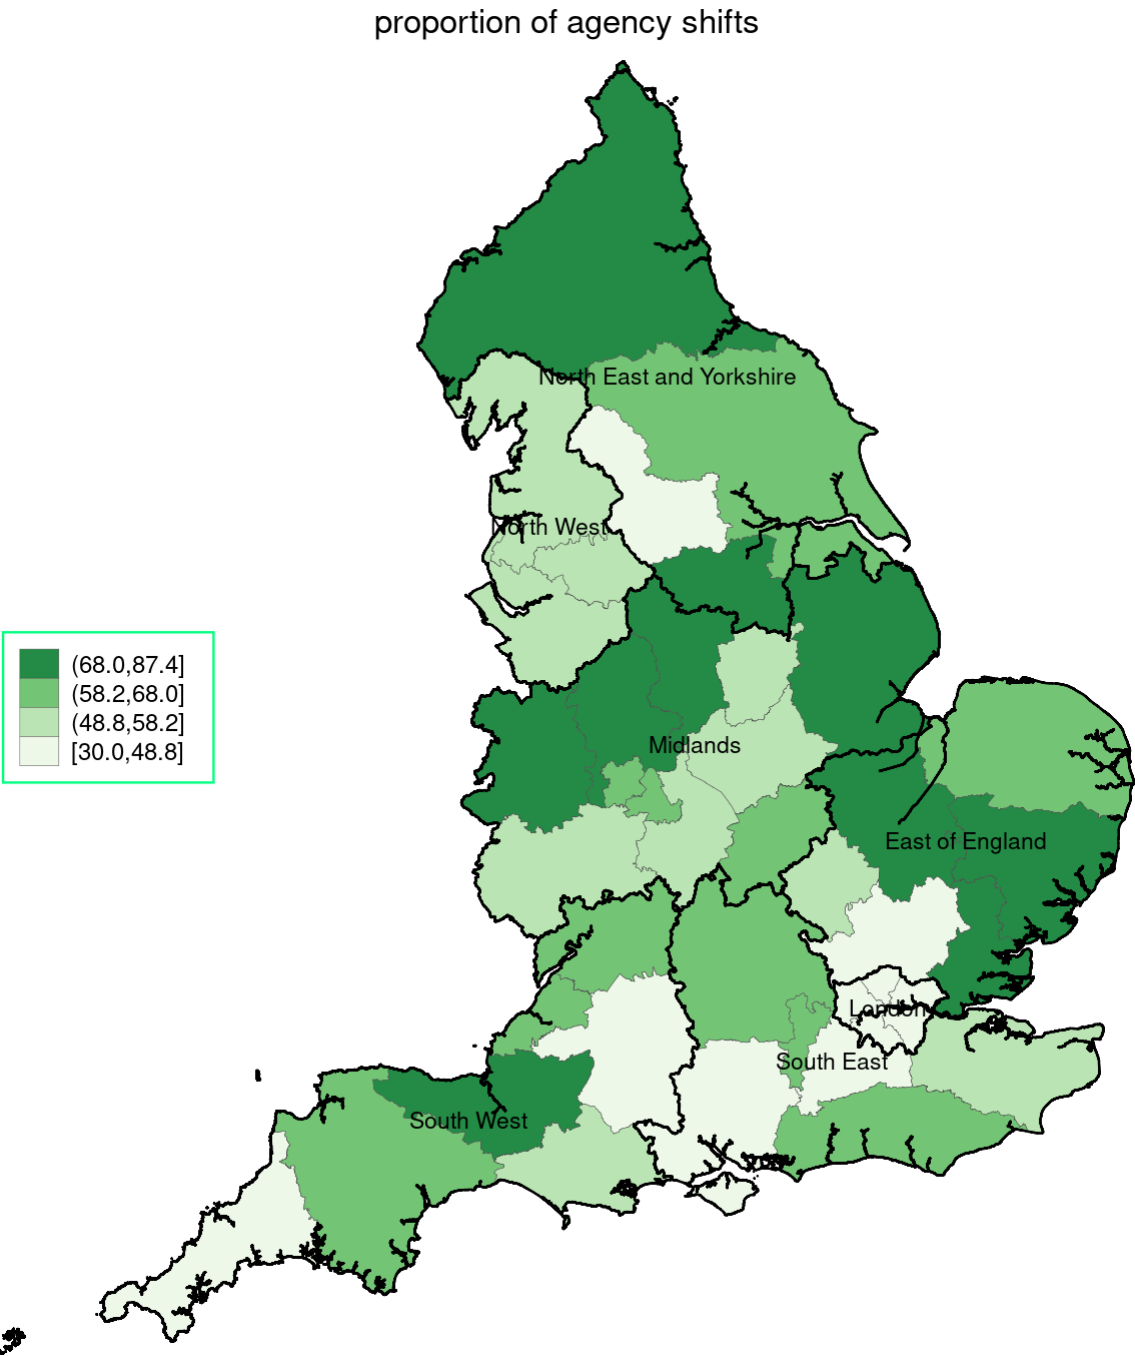 proportion of agency shifts
North East and Yorkshire
North West
(68.0,87.4]
(58.2,68.0]
(48.8,58.2]
[30.0,48.8]
Midlands
East of England
London
South East
South West